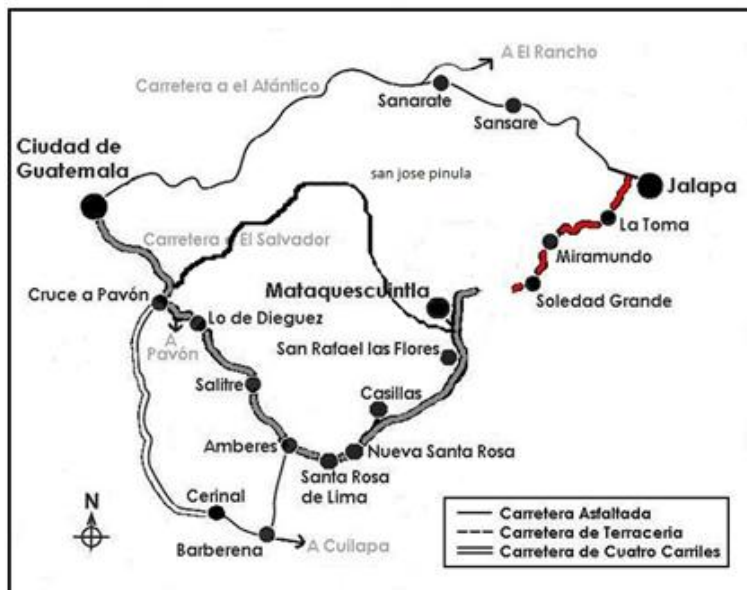 A El Rancho
Carretera a el Atántico
Sanarate
Sansare
Ciudad de
Guatemala
san jose pinula
Jalapa
La Toma
Carretera a El Salvador
Miramundo
Mataquescuintla
Soledad Grande
Cruce a Pavón
Lo de Dieguez
A
Pavón
San Rafael las Flores
Salitre
Casillas
Amberes
Nueva Santa Rosa
Santa Rosa
de Lima
Cerinal
N
Barberena
A Cuilapa
Carretera Asfaltada
Carretera de Terraceria
Carretera de Cuatro Carriles